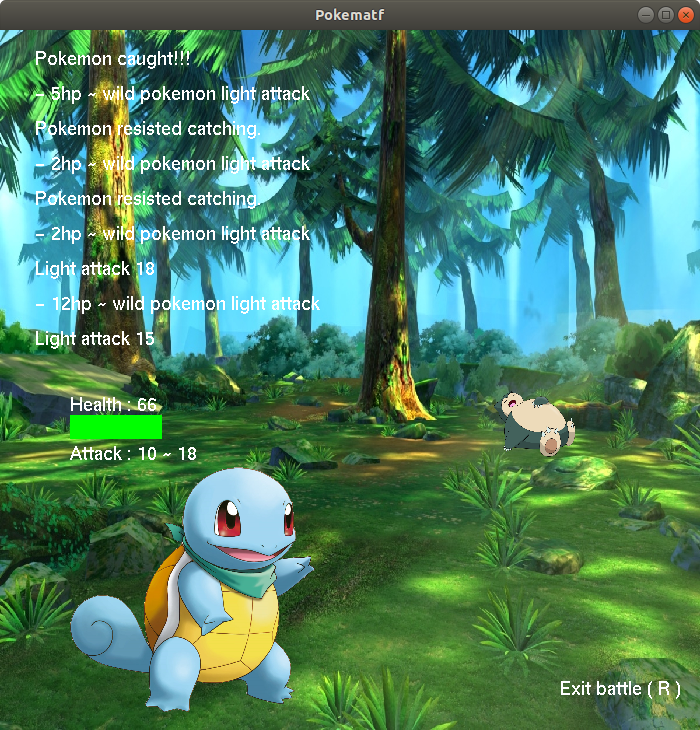 Pokematf
Pokemon caught!!!
- 5hp ~ wild pokemon light attack
Pokemon resisted catching.
- 2hp ~ wild pokemon light attack
Pokemon resisted catching.
- 2hp ~ wild pokemon light attack
Light attack 18
- 12hp ~ wild pokemon light attack
Light attack 15
Health : 66
Attack : 10 ~ 18
Exit battle ( R )